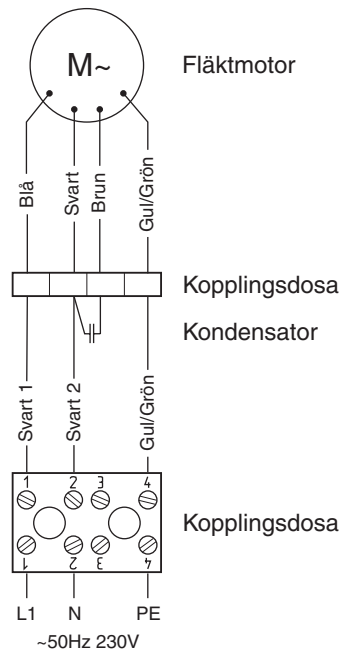 M~
Fläktmotor
Blå
Svart
Brun
Gul/Grön
Kopplingsdosa
Kondensator
Svart 1
Svart 2
Gul/Grön
1 2 3 4
Kopplingsdosa
1 2 3 4
L1 N PE
~50Hz 230V